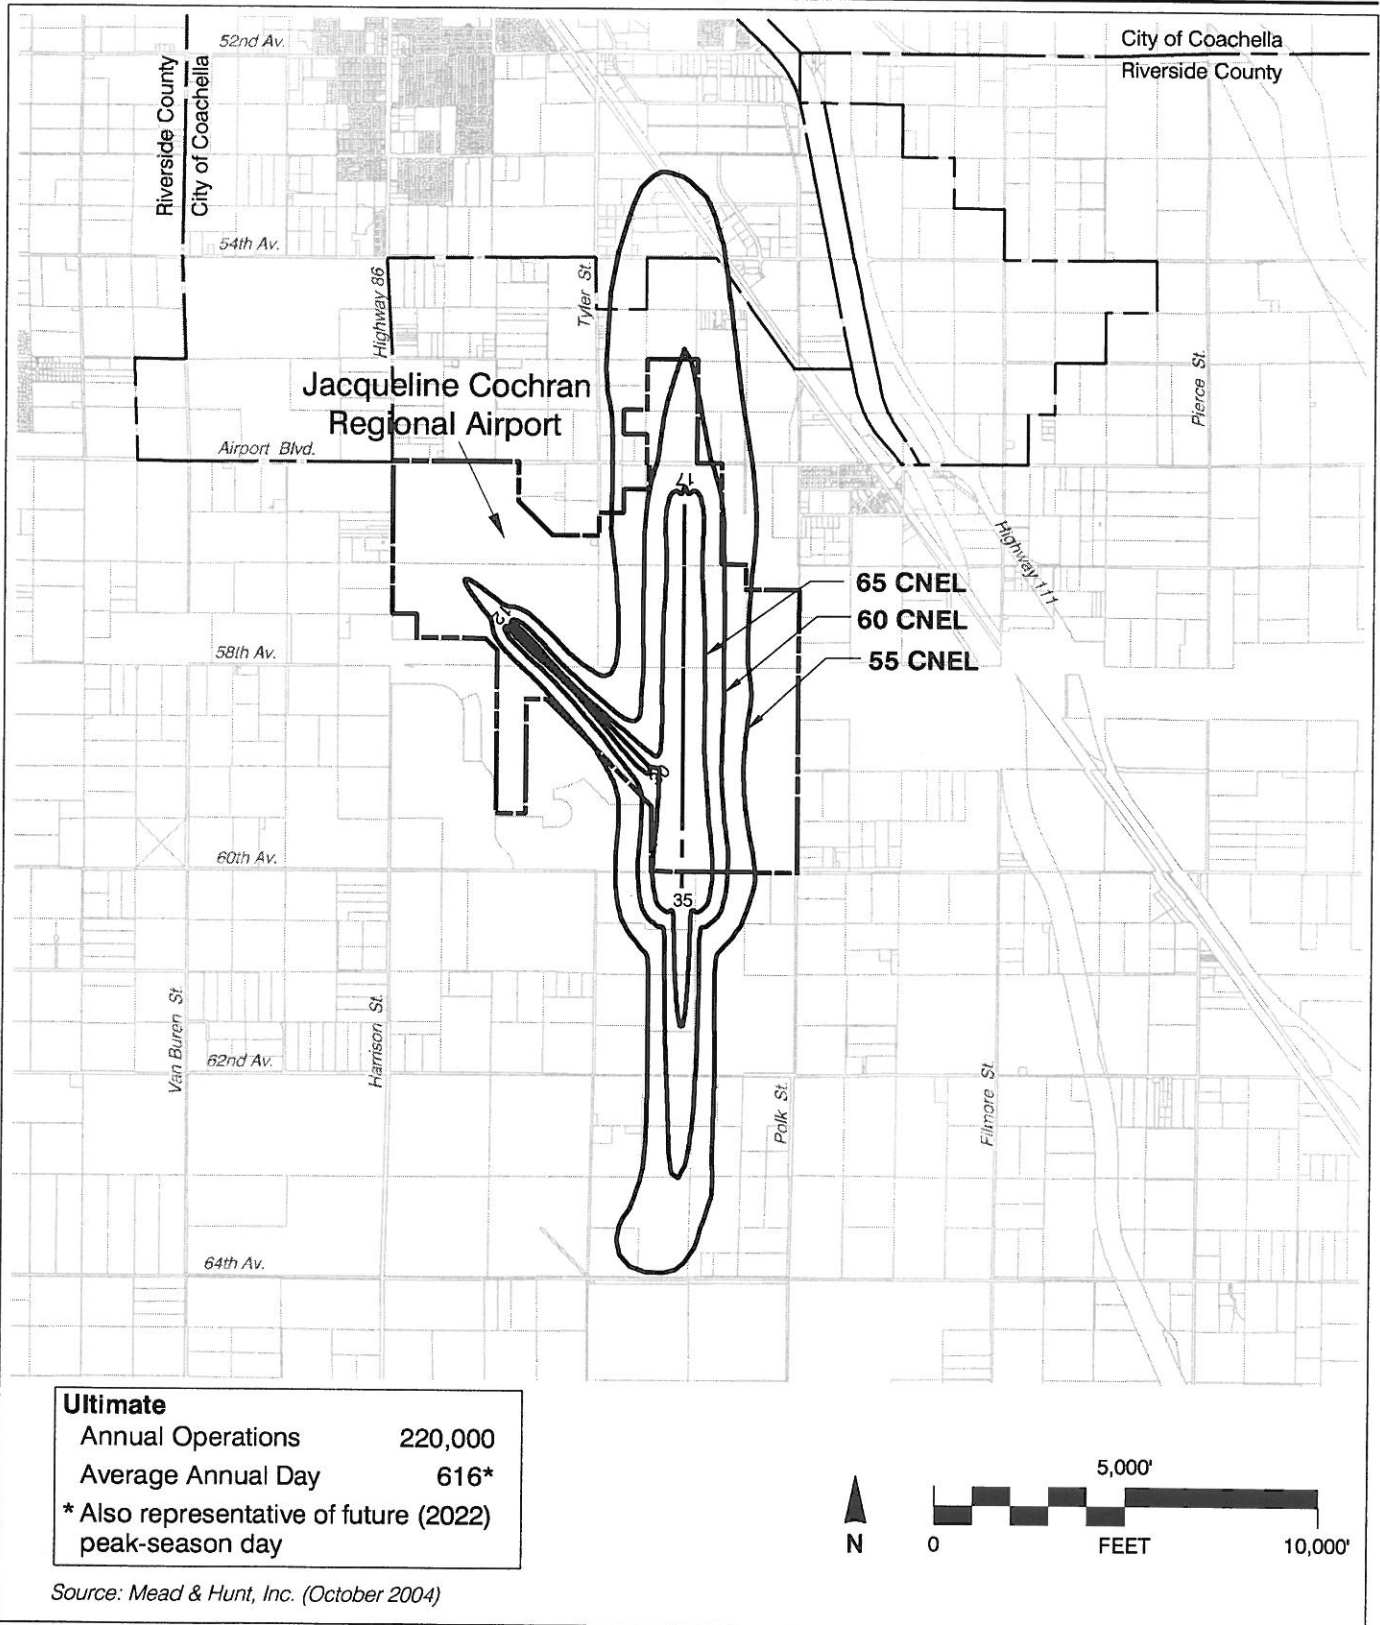 52nd Av.
City of Coachella
Riverside County
Riverside County
City of Coachella
54th Av.
Highway 86
Tyler St.
Pierce St.
Jacqueline Cochran
Regional Airport
Airport Blvd.
17
Highway 111
65 CNEL
60 CNEL
55 CNEL
12
58th Av.
30
60th Av.
35
Van Buren St.
Harrison St.
62nd Av.
Polk St.
Filmore St.
64th Av.
Ultimate
Annual Operations 220,000
Average Annual Day 616*
* Also representative of future (2022)
peak-season day
5,000'
N
0 FEET 10,000'
Source: Mead & Hunt, Inc. (October 2004)